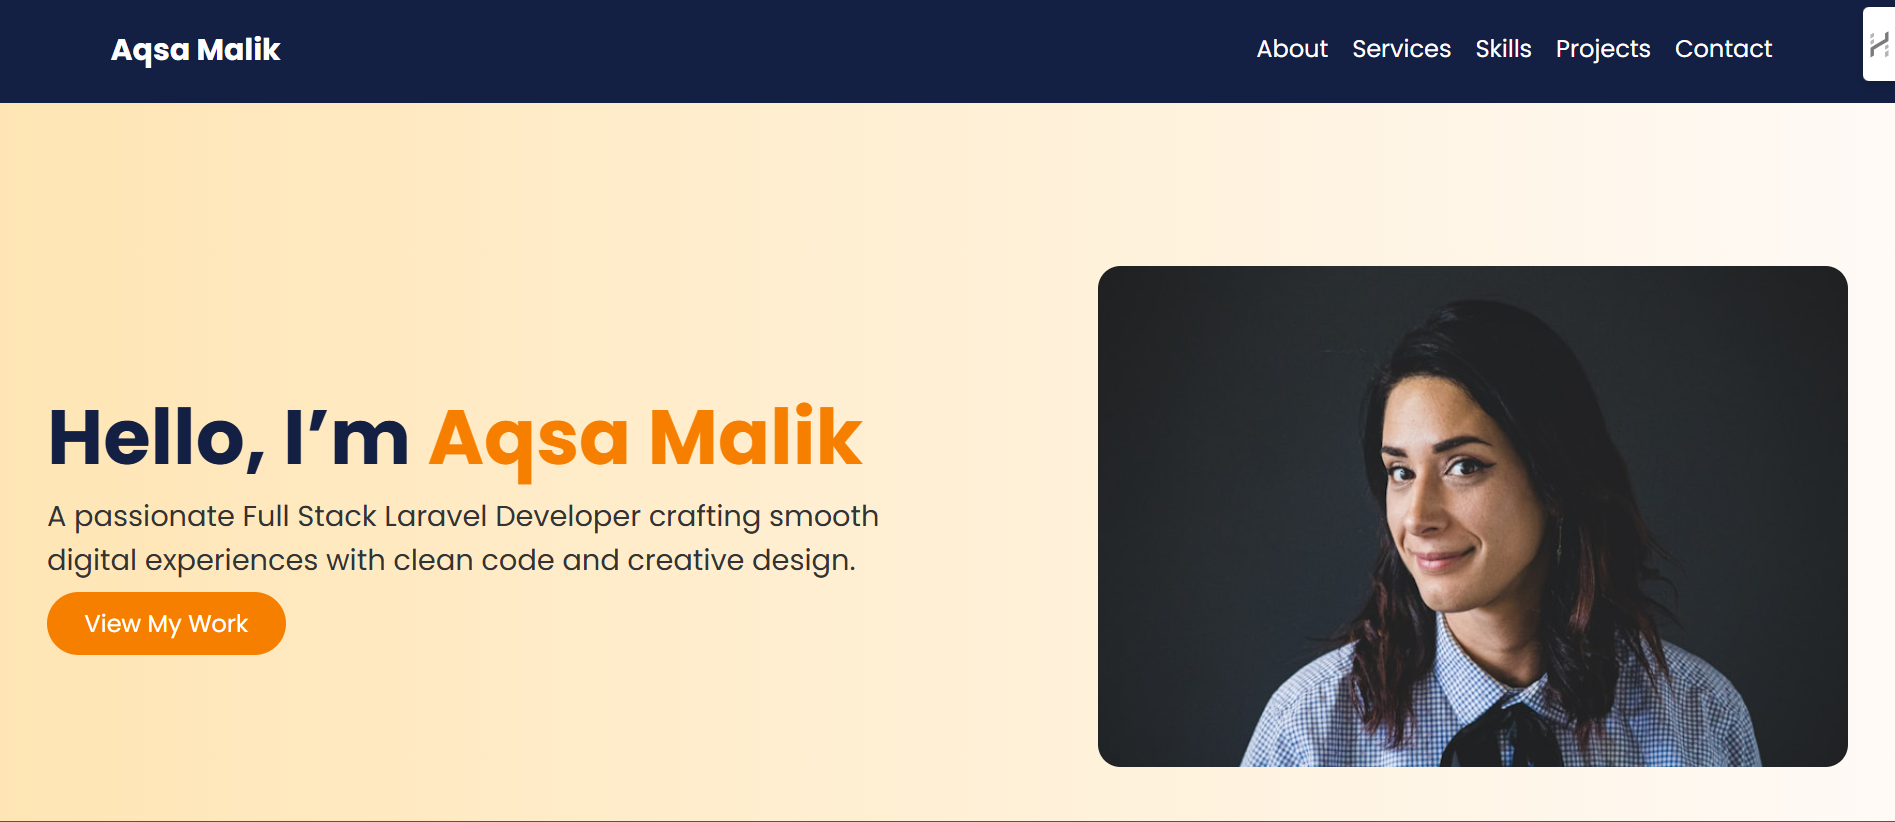 Aqsa Malik
About Services Skills Projects Contact
Hello, I’m Aqsa Malik
A passionate Full Stack Laravel Developer crafting smooth
digital experiences with clean code and creative design.
View My Work